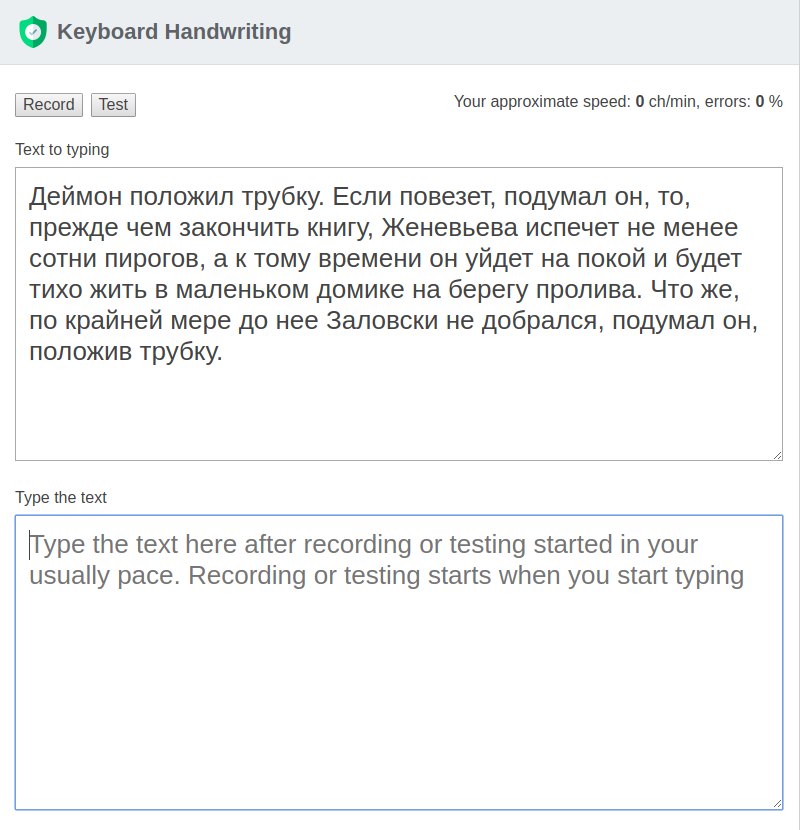 Keyboard Handwriting
Record Test Your approximate speed: 0 ch/min, errors: 0 %
Text to typing
Деймон положил трубку. Если повезет, подумал он, то,
прежде чем закончить книгу, Женевьева испечет не менее
сотни пирогов, а к тому времени он уйдет на покой и будет
тихо жить в маленьком домике на берегу пролива. Что же,
по крайней мере до нее Заловски не добрался, подумал он,
положив трубку.
Type the text
Type the text here after recording or testing started in your
usually pace. Recording or testing starts when you start typing